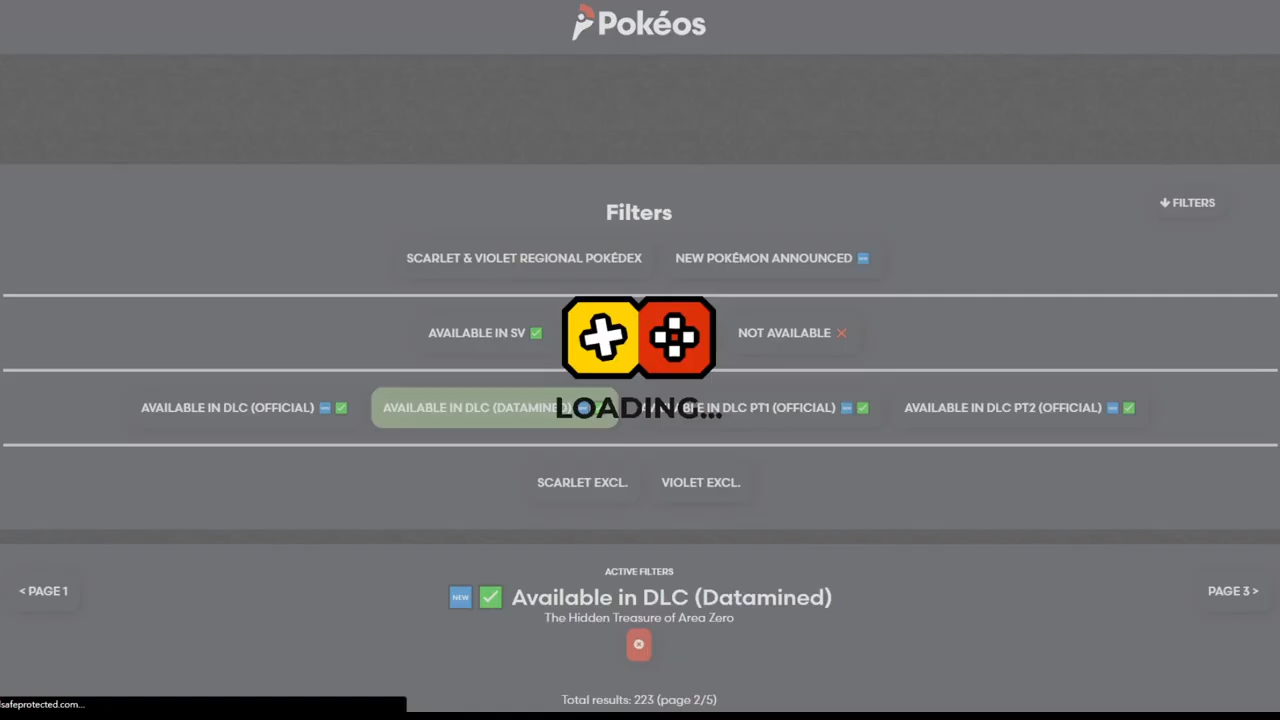 Pokéos
Filters
FILTERS
SCARLET & VIOLET REGIONAL POKÉDEX
NEW POKÉMON ANNOUNCED
AVAILABLE IN SV
NOT AVAILABLE
AVAILABLE IN DLC (OFFICIAL)
AVAILABLE IN DLC (DATAMINED)
LOADING...
IN DLC PT1 (OFFICIAL)
AVAILABLE IN DLC PT2 (OFFICIAL)
SCARLET EXCL.
VIOLET EXCL.
ACTIVE FILTERS
< PAGE 1
NEW Available in DLC (Datamined)
PAGE 3 >
The Hidden Treasure of Area Zero
Total results: 223 (page 2/5)
safeprotected.com...